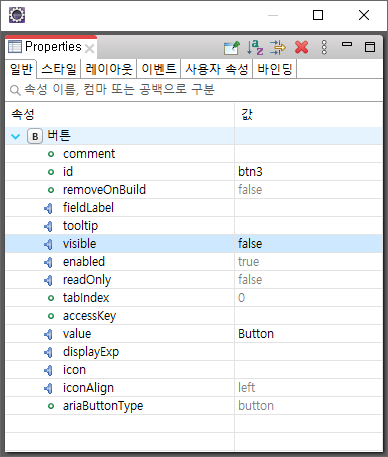 Properties
일반 스타일 레이아웃 이벤트 사용자 속성 바인딩
속성 이름, 컴마 또는 공백으로 구분
속성 값
B 버튼
comment
id btn3
removeOnBuild false
fieldLabel
tooltip
visible false
enabled true
readOnly false
tabIndex 0
accessKey
value Button
displayExp
icon
iconAlign left
ariaButtonType button